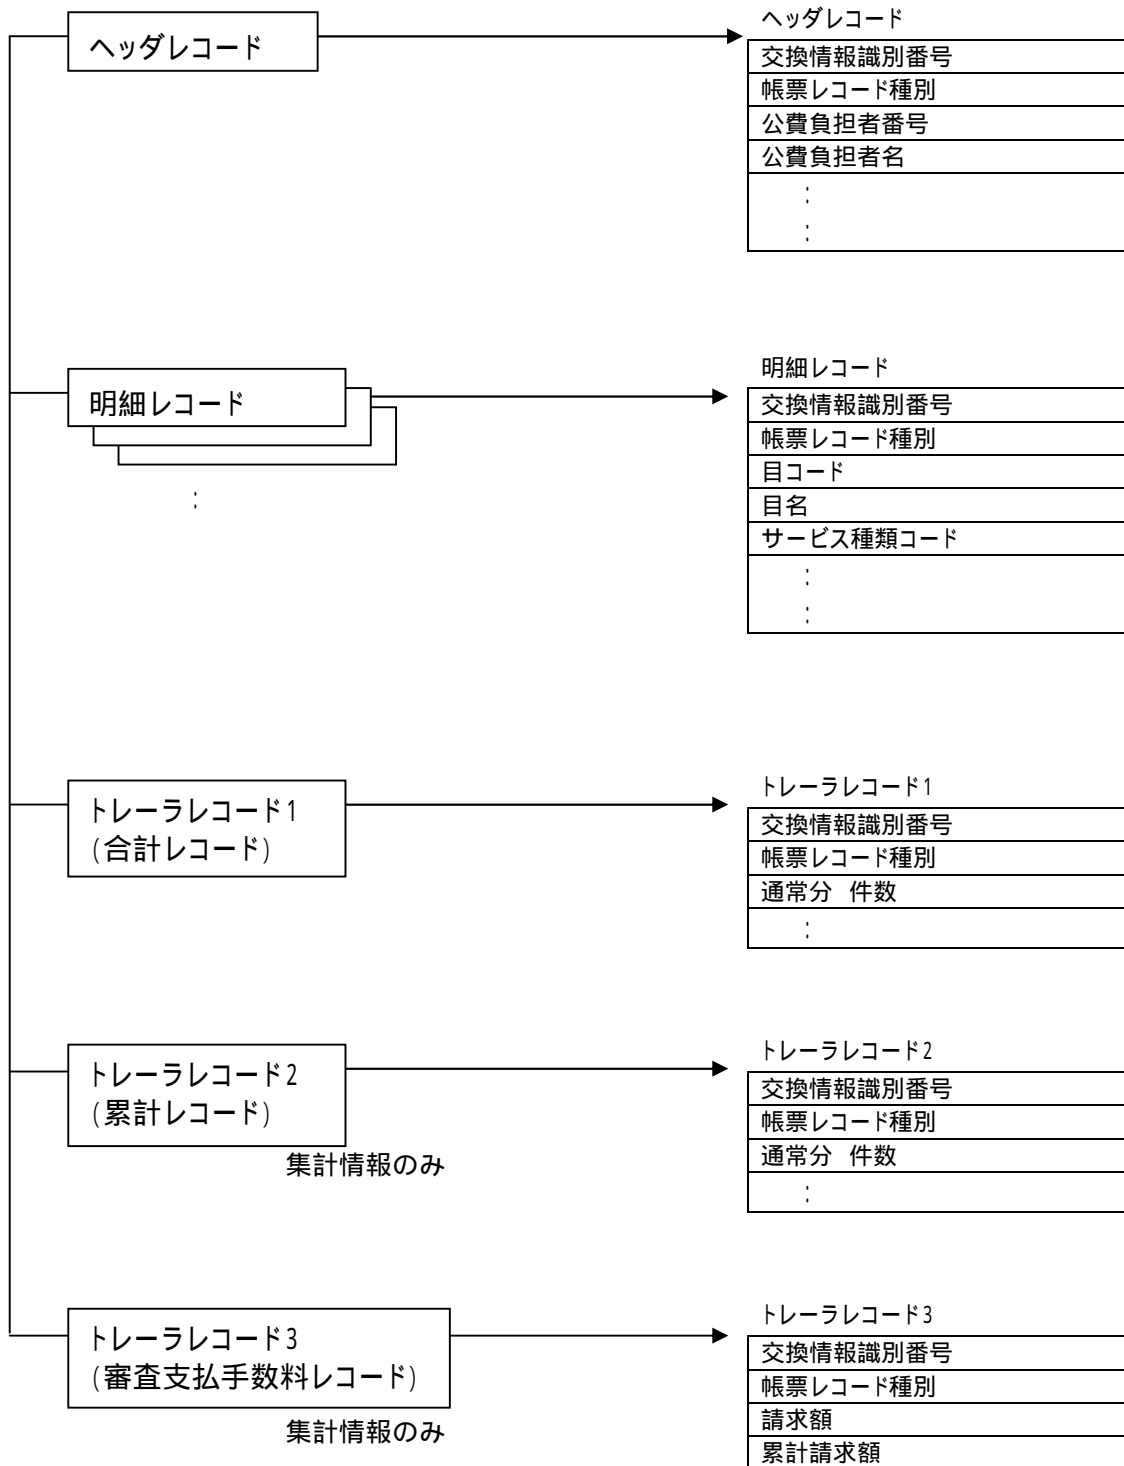 ヘッダレコード
ヘッダレコード
交換情報識別番号
帳票レコード種別
公費負担者番号
公費負担者名
:
:
明細レコード
:
明細レコード
交換情報識別番号
帳票レコード種別
目コード
目名
サービス種類コード
:
:
トレーラレコード1
(合計レコード)
トレーラレコード1
交換情報識別番号
帳票レコード種別
通常分 件数
:
トレーラレコード2
(累計レコード)
集計情報のみ
トレーラレコード2
交換情報識別番号
帳票レコード種別
通常分 件数
:
トレーラレコード3
(審査支払手数料レコード)
集計情報のみ
トレーラレコード3
交換情報識別番号
帳票レコード種別
請求額
累計請求額